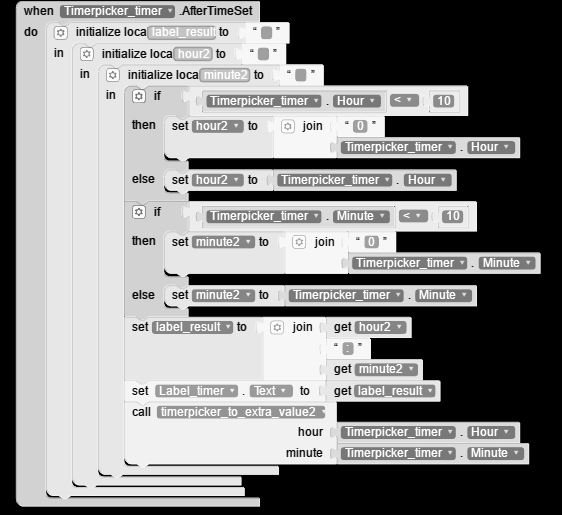 when Timerpicker_timer .AfterTimeSet
do initialize loca label_result to “ ”
in initialize loca hour2 to “ ”
in initialize loca minute2 to “ ”
in if Timerpicker_timer . Hour < 10
then set hour2 to join “ 0 ”
Timerpicker_timer . Hour
else set hour2 to Timerpicker_timer . Hour
if Timerpicker_timer . Minute < 10
then set minute2 to join “ 0 ”
Timerpicker_timer . Minute
else set minute2 to Timerpicker_timer . Minute
set label_result to join get hour2
“ : ”
get minute2
set Label_timer . Text to get label_result
call timerpicker_to_extra_value2
hour Timerpicker_timer . Hour
minute Timerpicker_timer . Minute